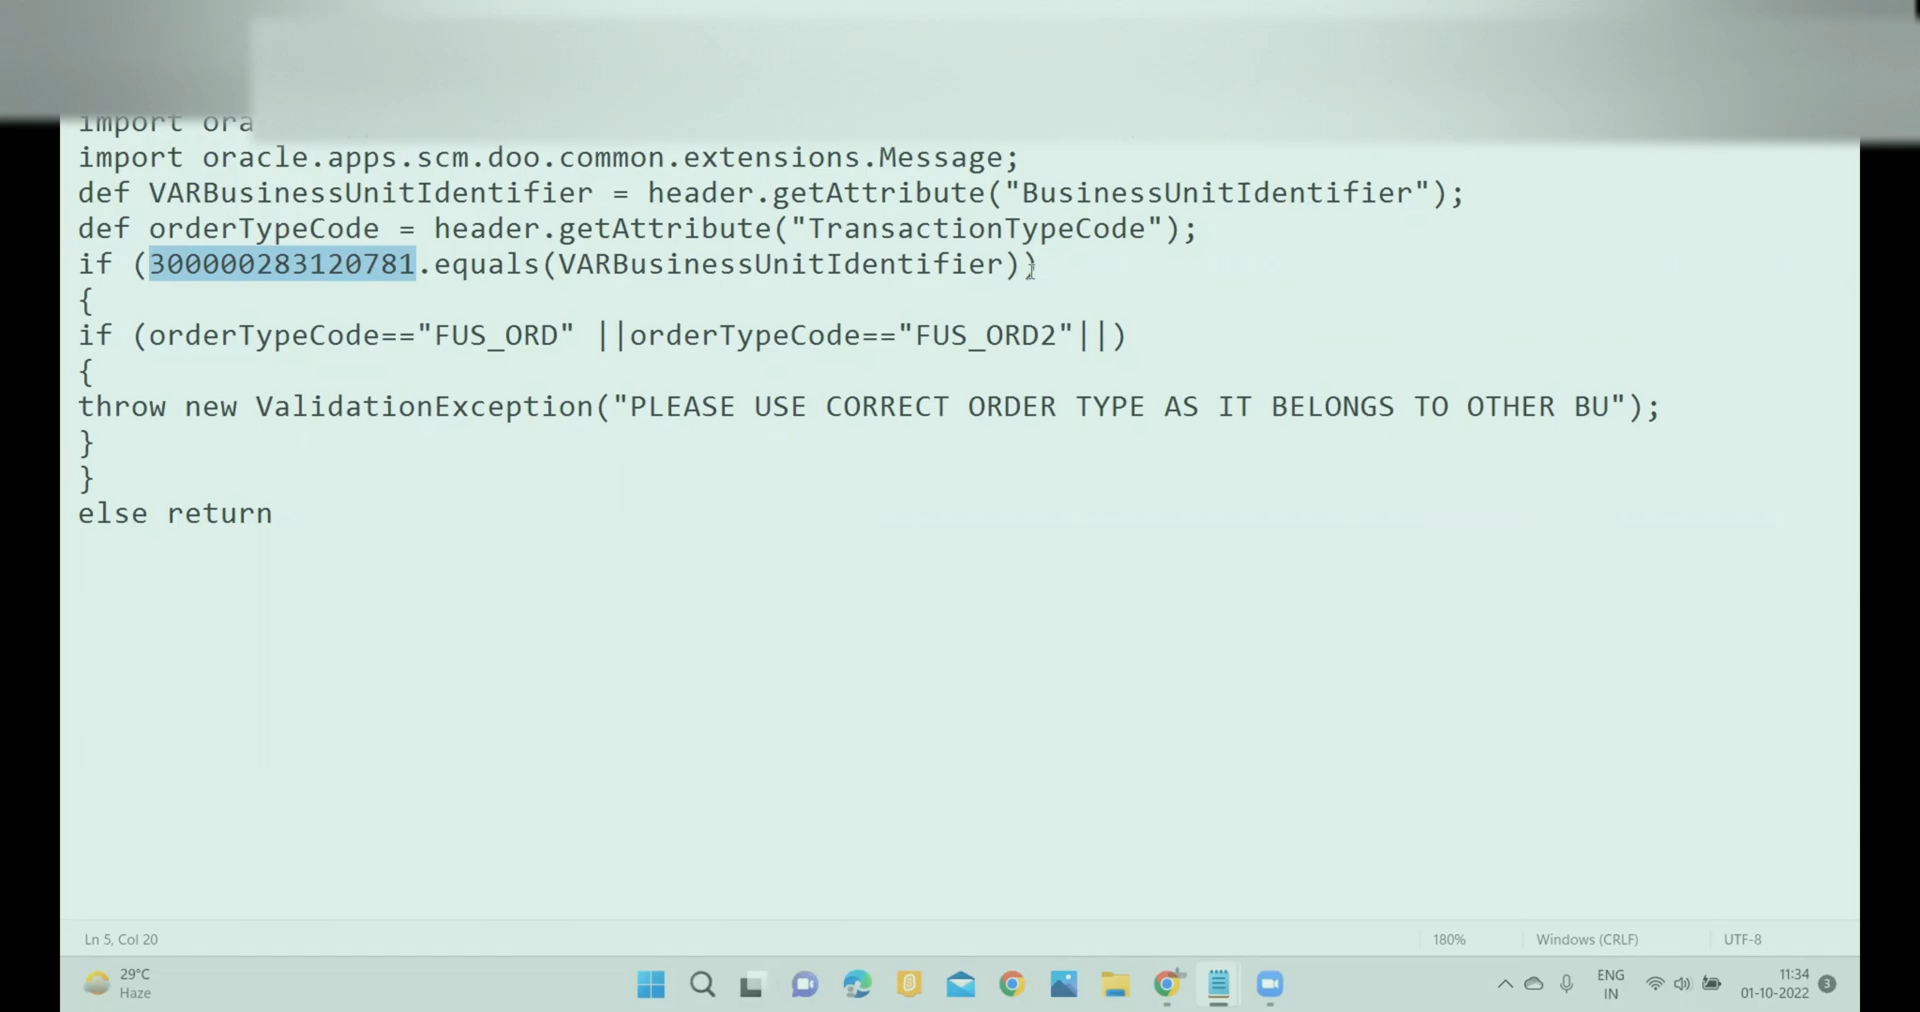 import ora
import oracle.apps.scm.doo.common.extensions.Message;
def VARBusinessUnitIdentifier = header.getAttribute("BusinessUnitIdentifier");
def orderTypeCode = header.getAttribute("TransactionTypeCode");
if (300000283120781.equals(VARBusinessUnitIdentifier))
{
if (orderTypeCode=="FUS_ORD" ||orderTypeCode=="FUS_ORD2"||)
{
throw new ValidationException("PLEASE USE CORRECT ORDER TYPE AS IT BELONGS TO OTHER BU");
}
}
else return
Ln 5, Col 20
180%
Windows (CRLF)
UTF-8
29°C
Haze
ENG
IN
11:34
01-10-2022
3